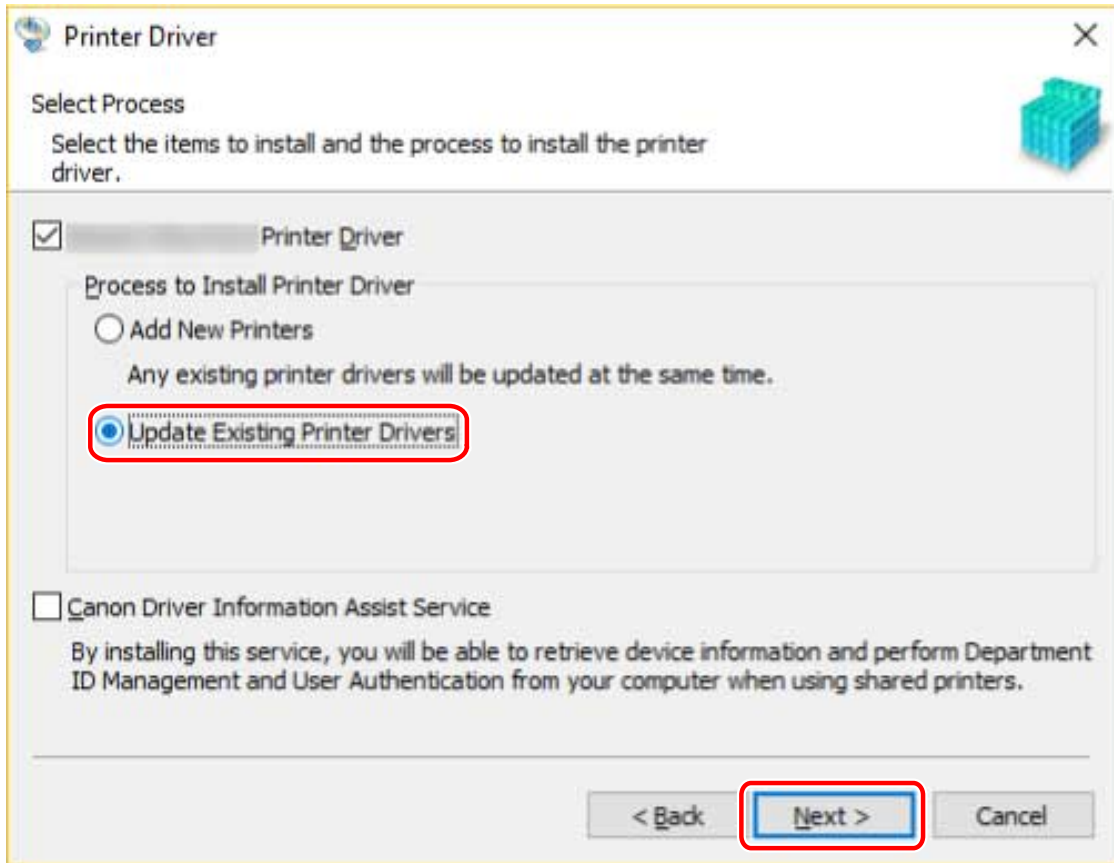 Printer Driver
Select Process
Select the items to install and the process to install the printer
driver.
Printer Driver
Process to Install Printer Driver
Add New Printers
Any existing printer drivers will be updated at the same time.
Update Existing Printer Drivers
Canon Driver Information Assist Service
By installing this service, you will be able to retrieve device information and perform Department
ID Management and User Authentication from your computer when using shared printers.
< Back
Next >
Cancel